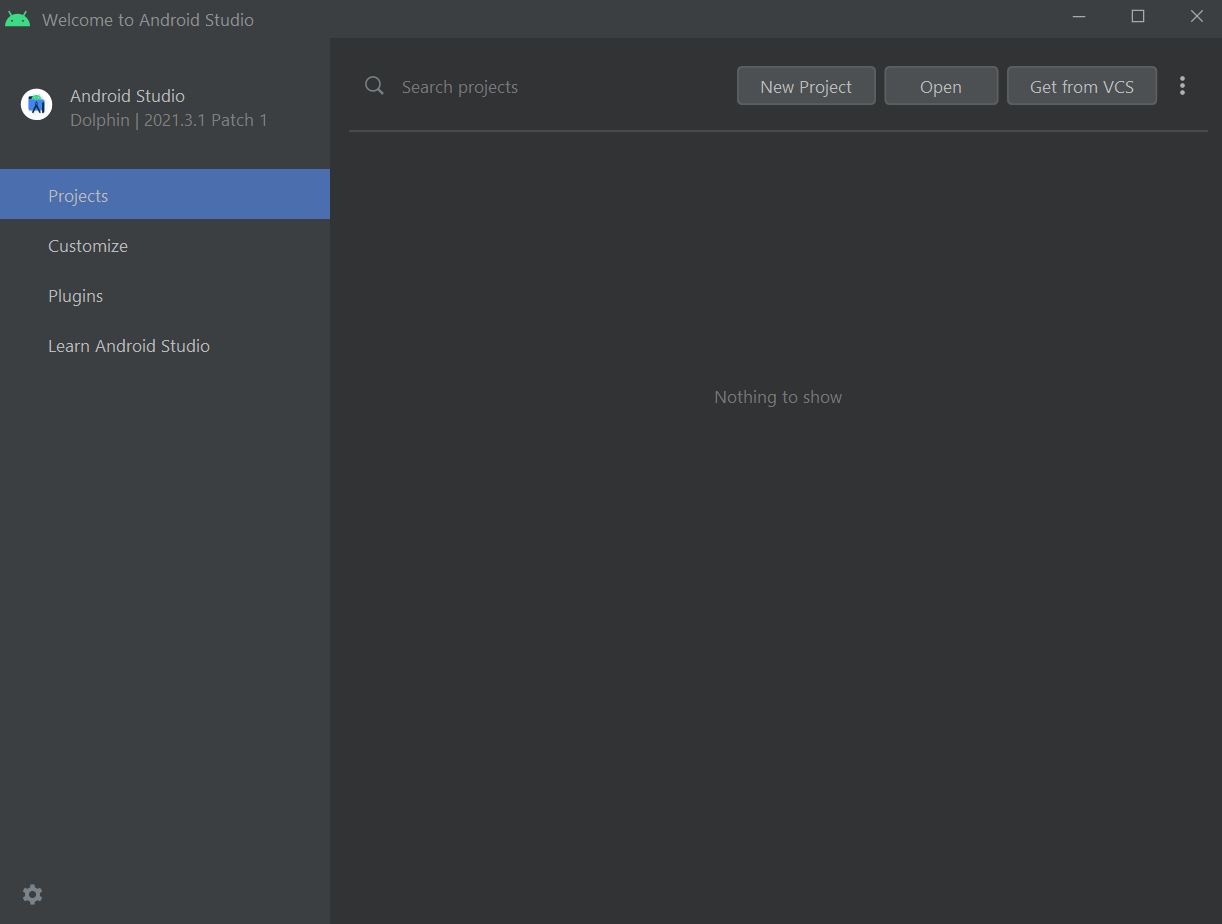 Welcome to Android Studio
Android Studio
Dolphin | 2021.3.1 Patch 1
Projects
Customize
Plugins
Learn Android Studio
Search projects
New Project
Open
Get from VCS
Nothing to show